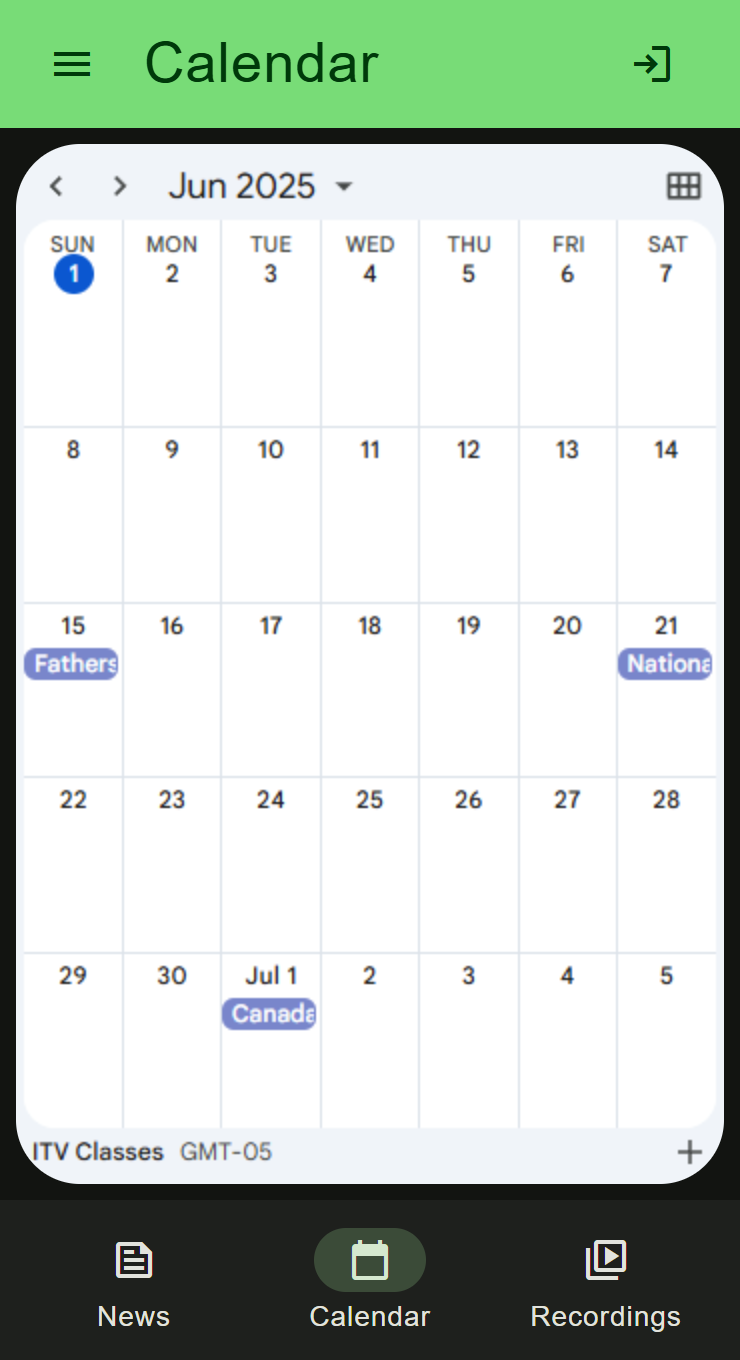 Calendar
Jun 2025
SUN MON TUE WED THU FRI SAT
1 2 3 4 5 6 7
8 9 10 11 12 13 14
15 16 17 18 19 20 21
Fathers Nationa
22 23 24 25 26 27 28
29 30 Jul 1 2 3 4 5
Canada
ITV Classes GMT-05
News Calendar Recordings